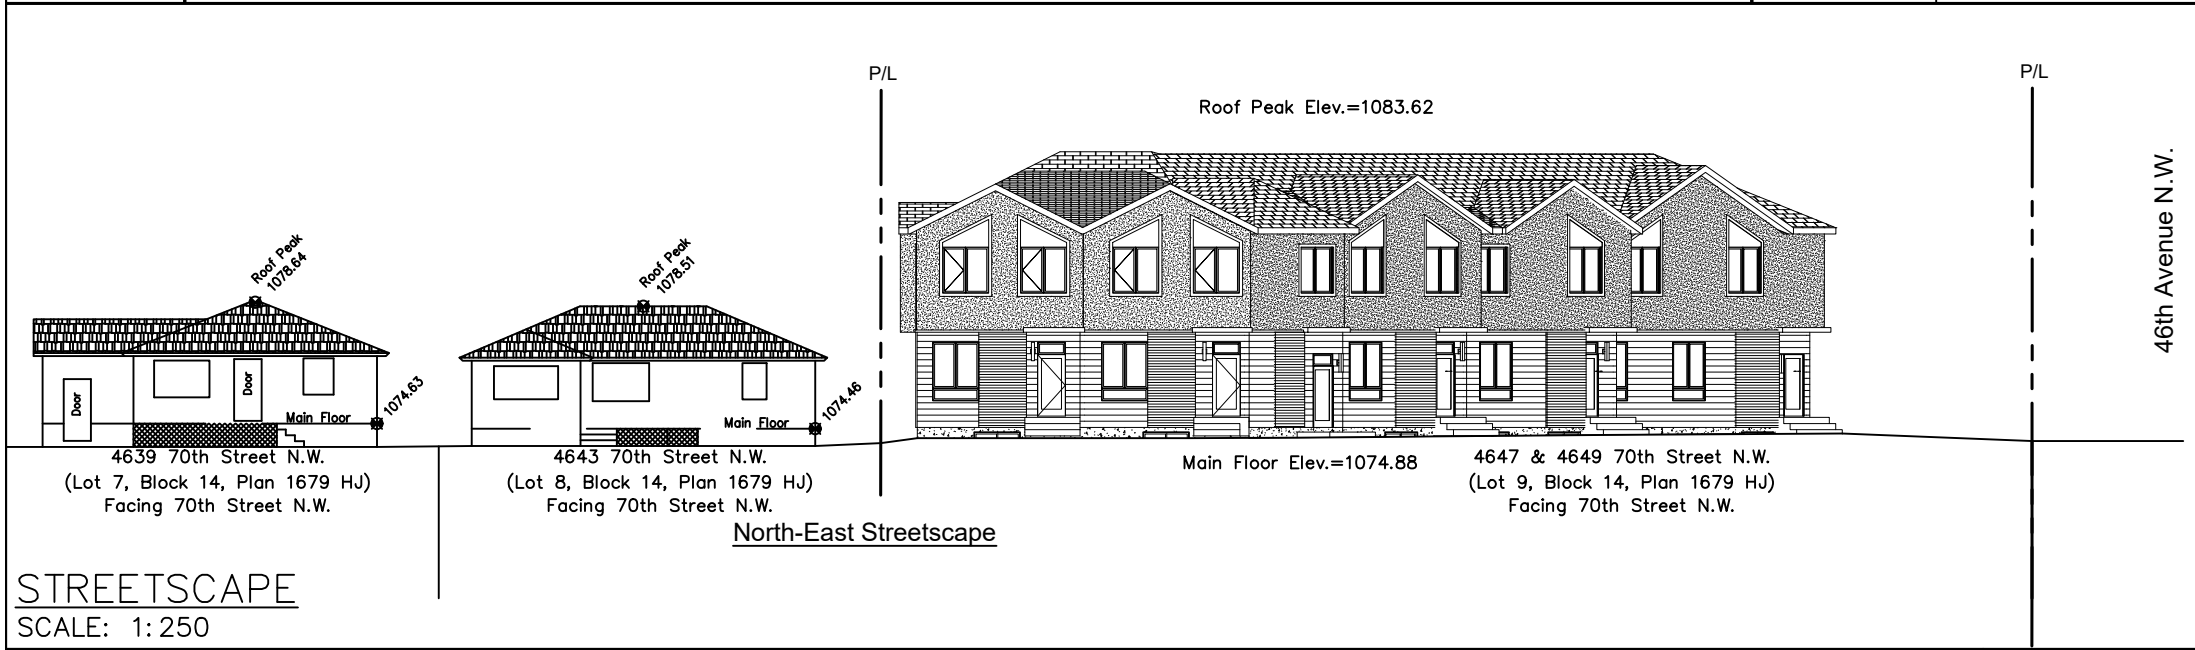 P/L
P/L
Roof Peak Elev.=1083.62
46th Avenue N.W.
Roof Peak
1078.64
Roof Peak
1078.51
Door
Door
Main Floor
1074.63
Main Floor
1074.46
4639 70th Street N.W.
(Lot 7, Block 14, Plan 1679 HJ)
Facing 70th Street N.W.
4643 70th Street N.W.
(Lot 8, Block 14, Plan 1679 HJ)
Facing 70th Street N.W.
Main Floor Elev.=1074.88
4647 & 4649 70th Street N.W.
(Lot 9, Block 14, Plan 1679 HJ)
Facing 70th Street N.W.
North-East Streetscape
STREETSCAPE
SCALE: 1:250